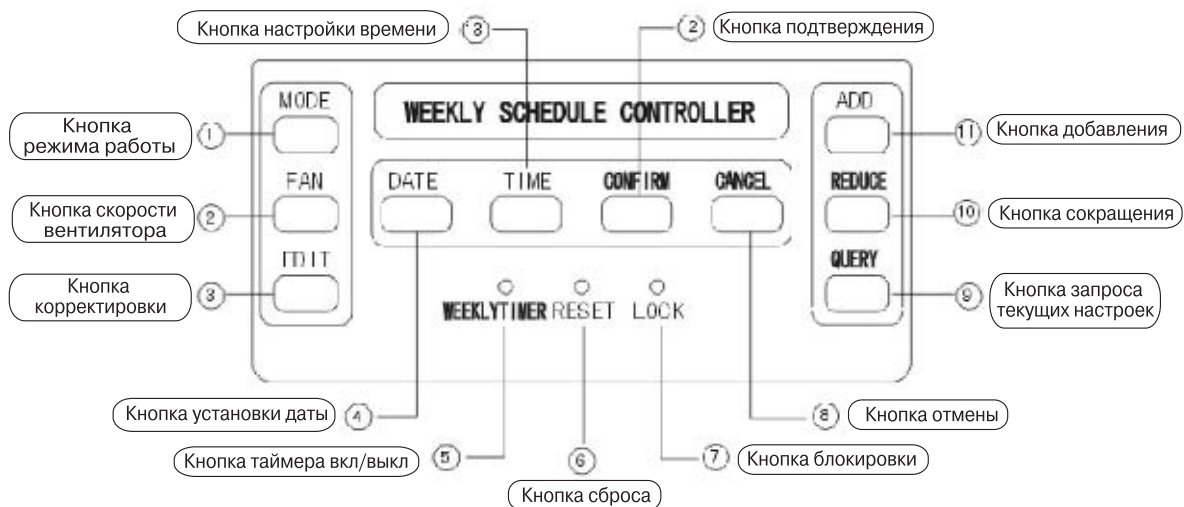 Кнопка настройки времени 3
2 Кнопка подтверждения
MODE
WEEKLY SCHEDULE CONTROLLER
ADD
Кнопка
режима работы
1
11 Кнопка добавления
FAN
DATE TIME CONFIRM CANCEL
REDUCE
Кнопка скорости
вентилятора
2
10 Кнопка сокращения
EDIT
QUERY
Кнопка
корректировки
3
9 Кнопка запроса
текущих настроек
WEEKLYTIMER RESET LOCK
Кнопка установки даты 4
8 Кнопка отмены
Кнопка таймера вкл/выкл 5
6
7 Кнопка блокировки
Кнопка сброса